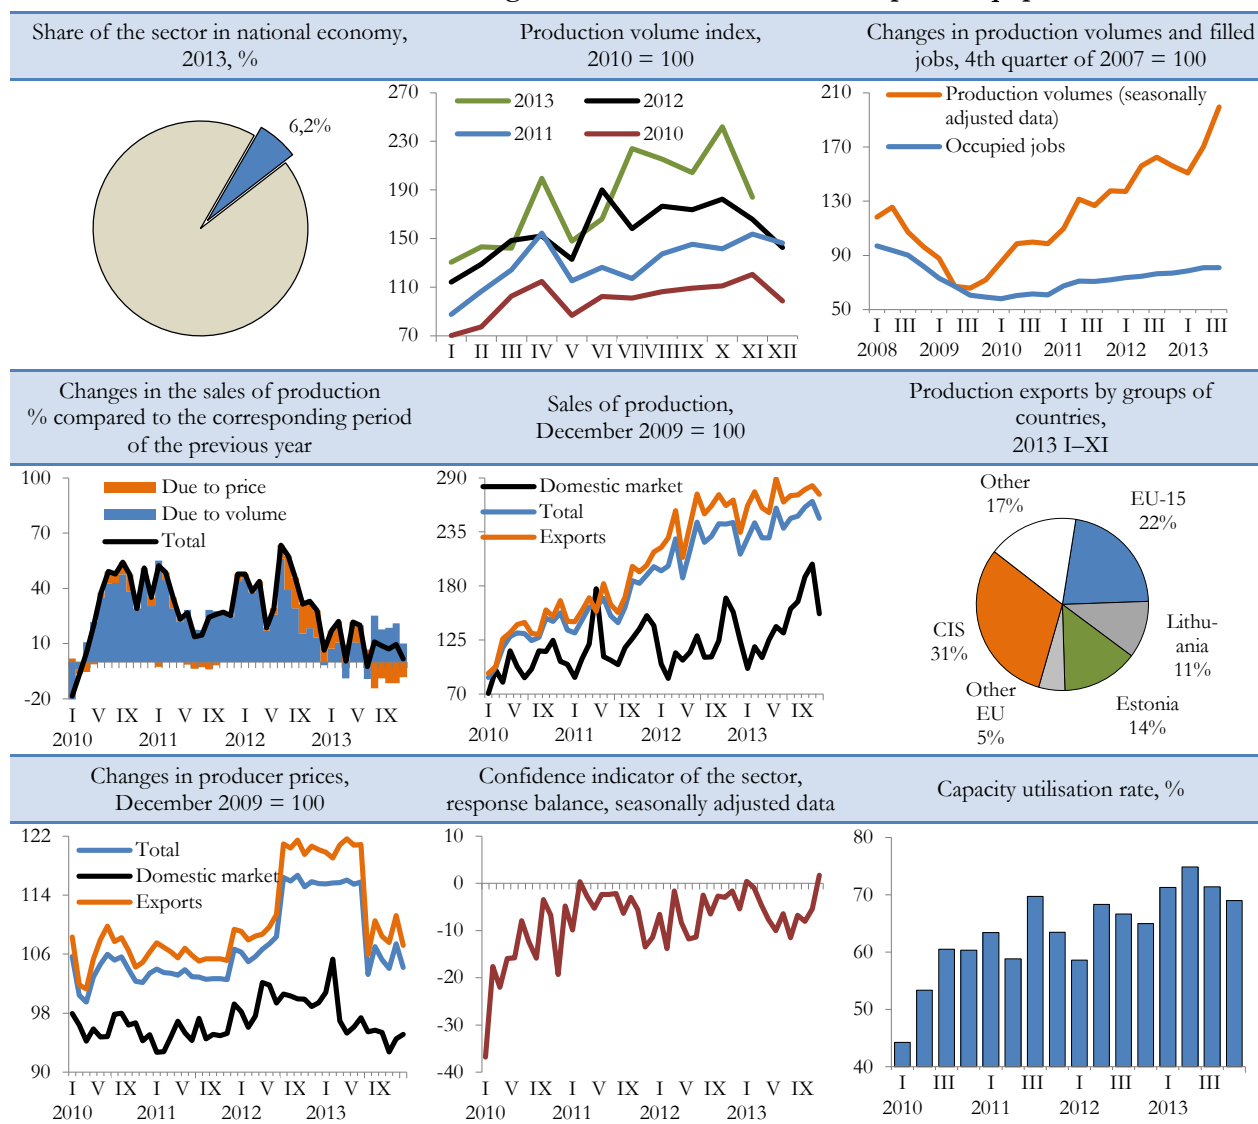 Share of the sector in national economy,
2013, %
6,2%
Production volume index,
2010 = 100
270
230
190
150
110
70
2013
2012
2011
2010
I II III IV V VI VII VIII IX X XI XII
Changes in production volumes and filled
jobs, 4th quarter of 2007 = 100
210
170
130
90
50
Production volumes (seasonally
adjusted data)
Occupied jobs
I III I III I III I III I III I III
2008 2009 2010 2011 2012 2013
Changes in the sales of production
% compared to the corresponding period
of the previous year
100
70
40
10
-20
Due to price
Due to volume
Total
I V IX I V IX I V IX I V IX
2010 2011 2012 2013
Sales of production,
December 2009 = 100
290
235
180
125
70
Domestic market
Total
Exports
I V IX I V IX I V IX I V IX
2010 2011 2012 2013
Production exports by groups of
countries,
2013 I–XI
Other
17%
EU-15
22%
Lithu-
ania
11%
Estonia
14%
Other
EU
5%
CIS
31%
Changes in producer prices,
December 2009 = 100
122
114
106
98
90
Total
Domestic market
Exports
I V IX I V IX I V IX I V IX
2010 2011 2012 2013
Confidence indicator of the sector,
response balance, seasonally adjusted data
10
0
-10
-20
-30
-40
I V IX I V IX I V IX I V IX
2010 2011 2012 2013
Capacity utilisation rate, %
80
70
60
50
40
I III I III I III I III
2010 2011 2012 2013